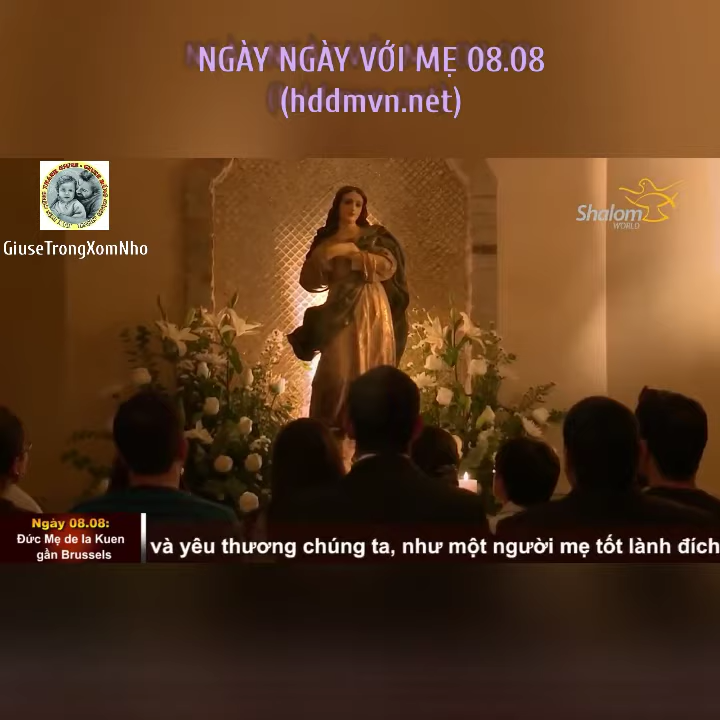 NGÀY NGÀY VỚI MẸ 08.08
(hddmvn.net)
Shalom
WORLD
GiuseTrongXomNho
Ngày 08.08:
Đức Mẹ de la Kuen
gần Brussels
và yêu thương chúng ta, như một người mẹ tốt lành đích